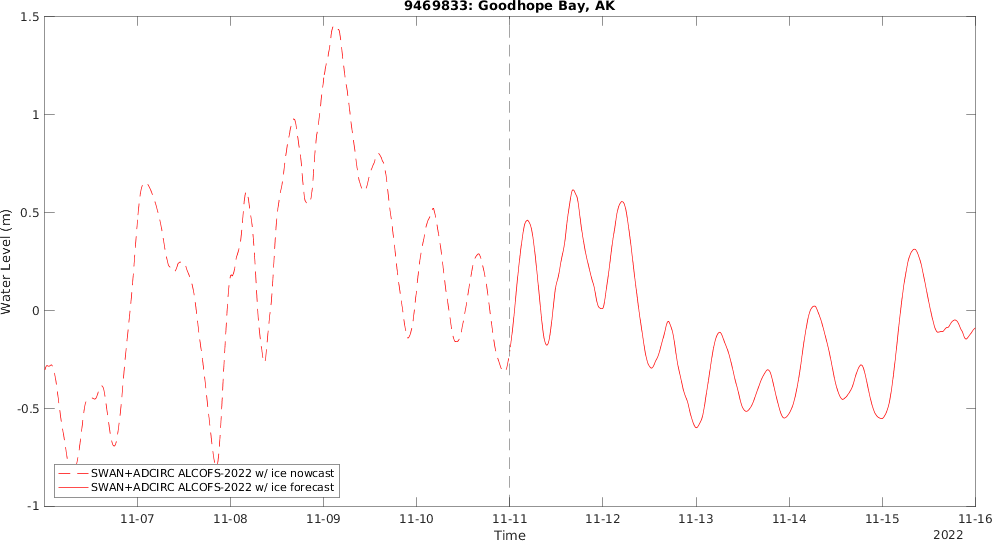 9469833: Goodhope Bay, AK
1.5
1
0.5
0
-0.5
-1
Water Level (m)
SWAN+ADCIRC ALCOFS-2022 w/ ice nowcast
SWAN+ADCIRC ALCOFS-2022 w/ ice forecast
11-07 11-08 11-09 11-10 11-11 11-12 11-13 11-14 11-15 11-16
Time
2022